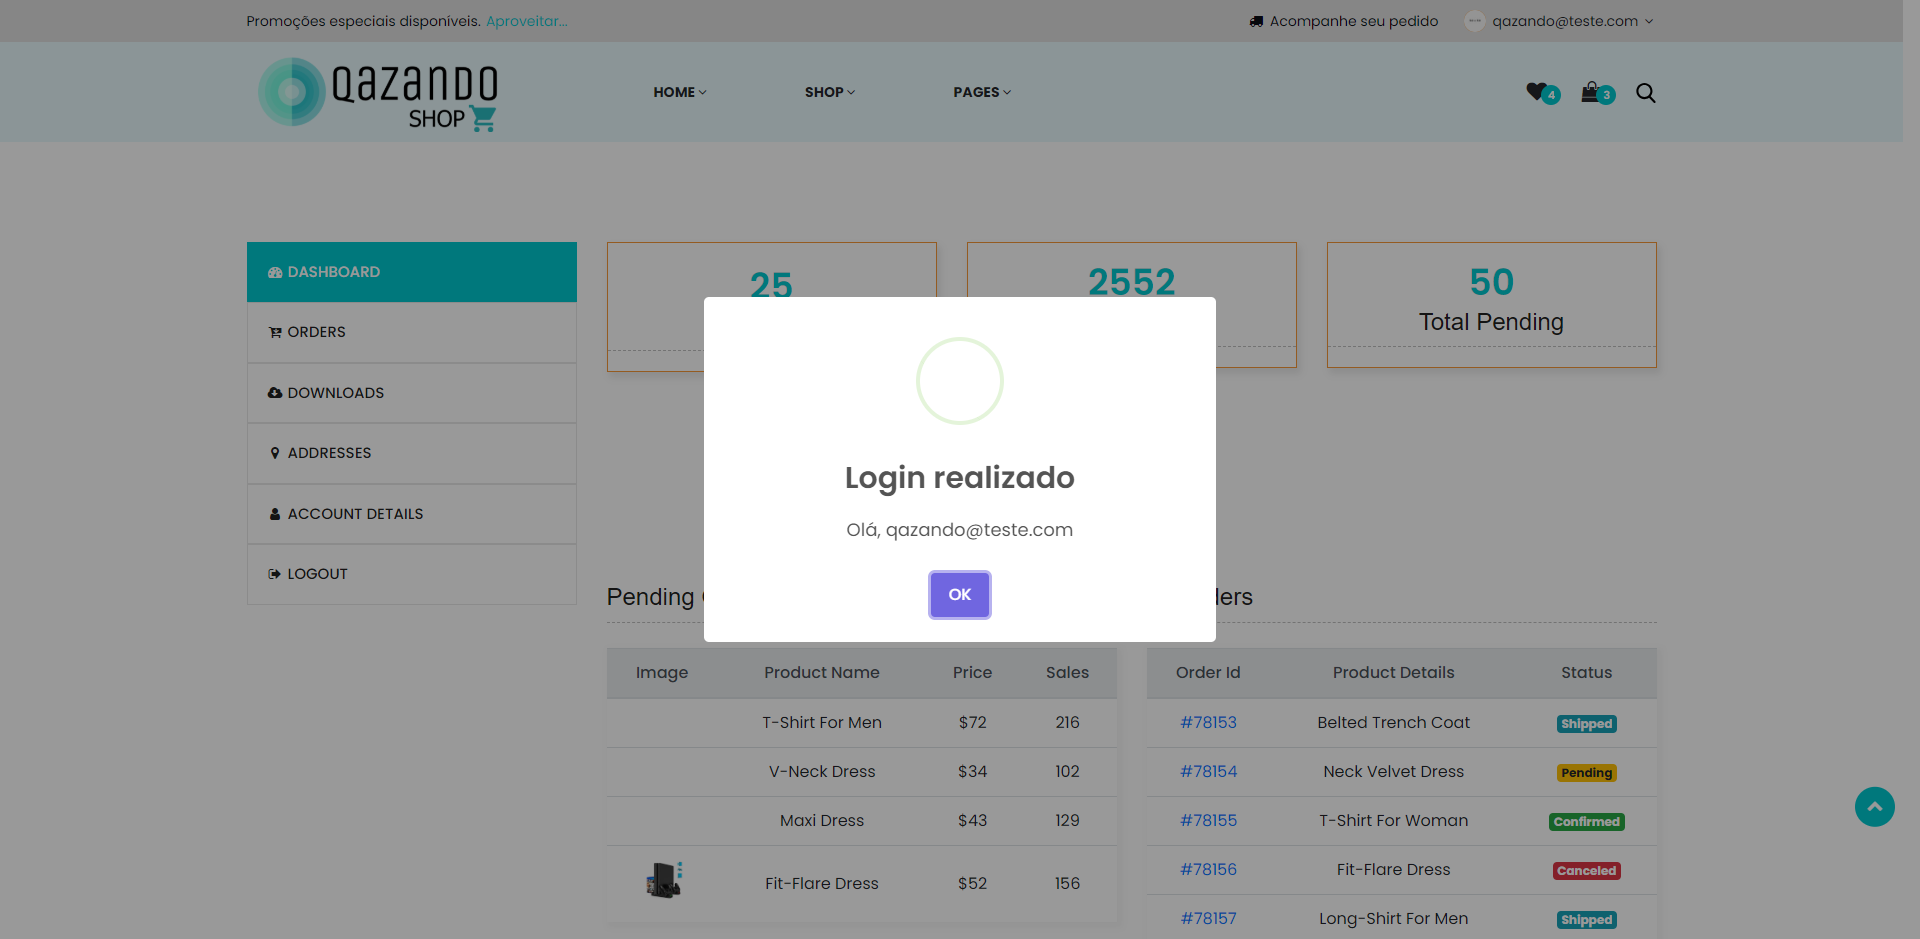 Promoções especiais disponíveis. Aproveitar...
Acompanhe seu pedido
qazando@teste.com
QAZANDO
SHOP
HOME
SHOP
PAGES
4
3
DASHBOARD
ORDERS
DOWNLOADS
ADDRESSES
ACCOUNT DETAILS
LOGOUT
25
2552
50
Total Pending
Login realizado
Olá, qazando@teste.com
OK
Pending
Image Product Name Price Sales
T-Shirt For Men $72 216
V-Neck Dress $34 102
Maxi Dress $43 129
Fit-Flare Dress $52 156
Order Id Product Details Status
#78153 Belted Trench Coat Shipped
#78154 Neck Velvet Dress Pending
#78155 T-Shirt For Woman Confirmed
#78156 Fit-Flare Dress Canceled
#78157 Long-Shirt For Men Shipped